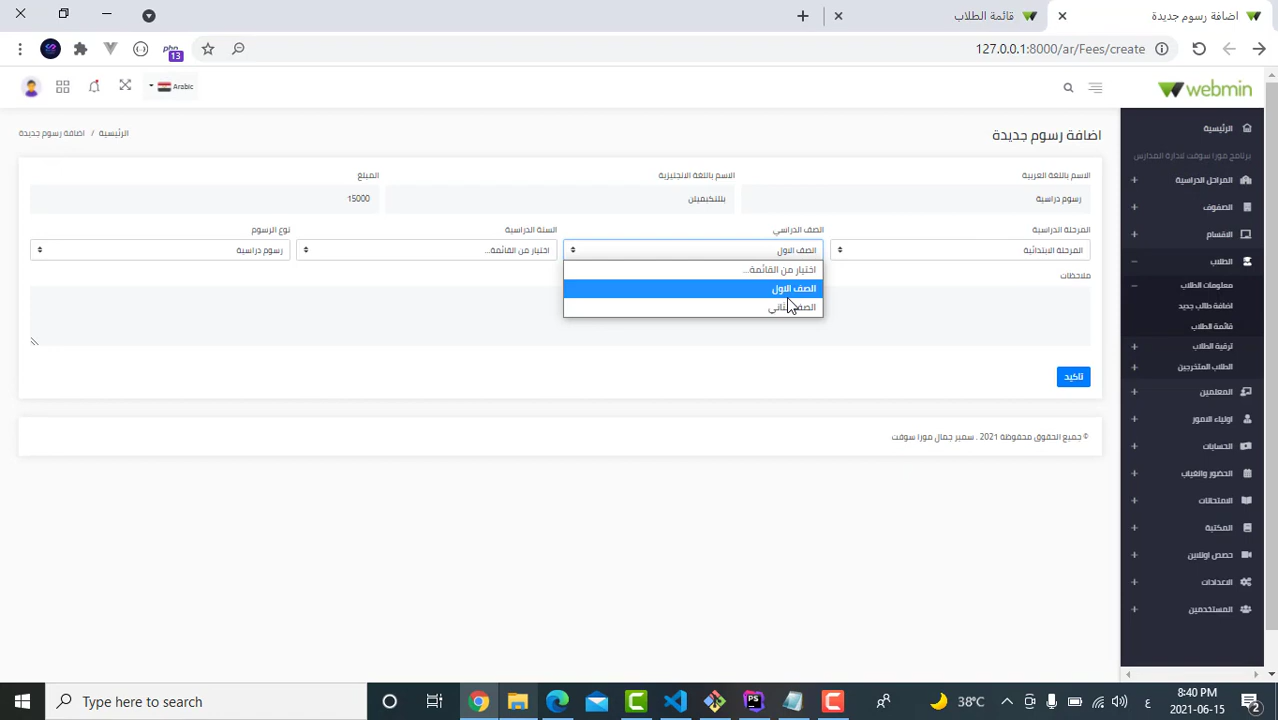 اضافة رسوم جديدة
قائمة الطلاب
127.0.0.1:8000/ar/Fees/create
php
13
webmin
Arabic
اضافة رسوم جديدة
الرئيسية / اضافة رسوم جديدة
الاسم باللغة العربية
الاسم باللغة الانجليزية
المبلغ
رسوم دراسية
بللتكبميلن
15000
المرحلة الدراسية
الصف الدراسي
السنة الدراسية
نوع الرسوم
المرحلة الابتدائية
الصف الاول
اختيار من القائمة...
رسوم دراسية
اختيار من القائمة...
الصف الاول
ملاحظات
تاكيد
© جميع الحقوق محفوظة 2021 . سمير جمال مورا سوفت
الرئيسية
برنامج مورا سوفت لادارة المدارس
المراحل الدراسية
الصفوف
الاقسام
الطلاب
معلومات الطلاب
اضافة طالب جديد
قائمة الطلاب
ترقية الطلاب
الطلاب المتخرجين
المعلمين
اولياء الامور
الحسابات
الحضور والغياب
الامتحانات
المكتبة
حصص اونلاين
الاعدادات
المستخدمين
Type here to search
PS
38°C
ع
8:40 PM
2021-06-15
2